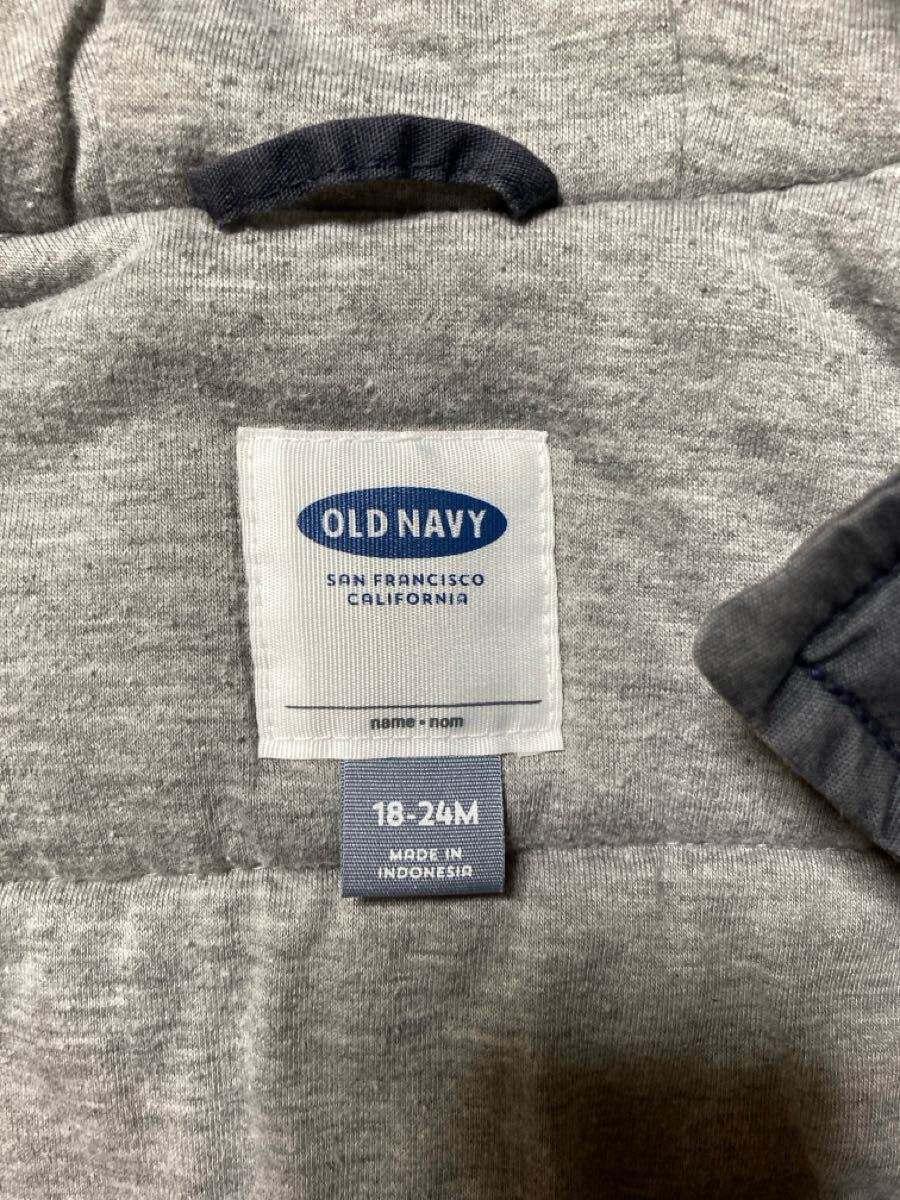 OLD NAVY
SAN FRANCISCO
CALIFORNIA
name • nom
18-24M
MADE IN
INDONESIA